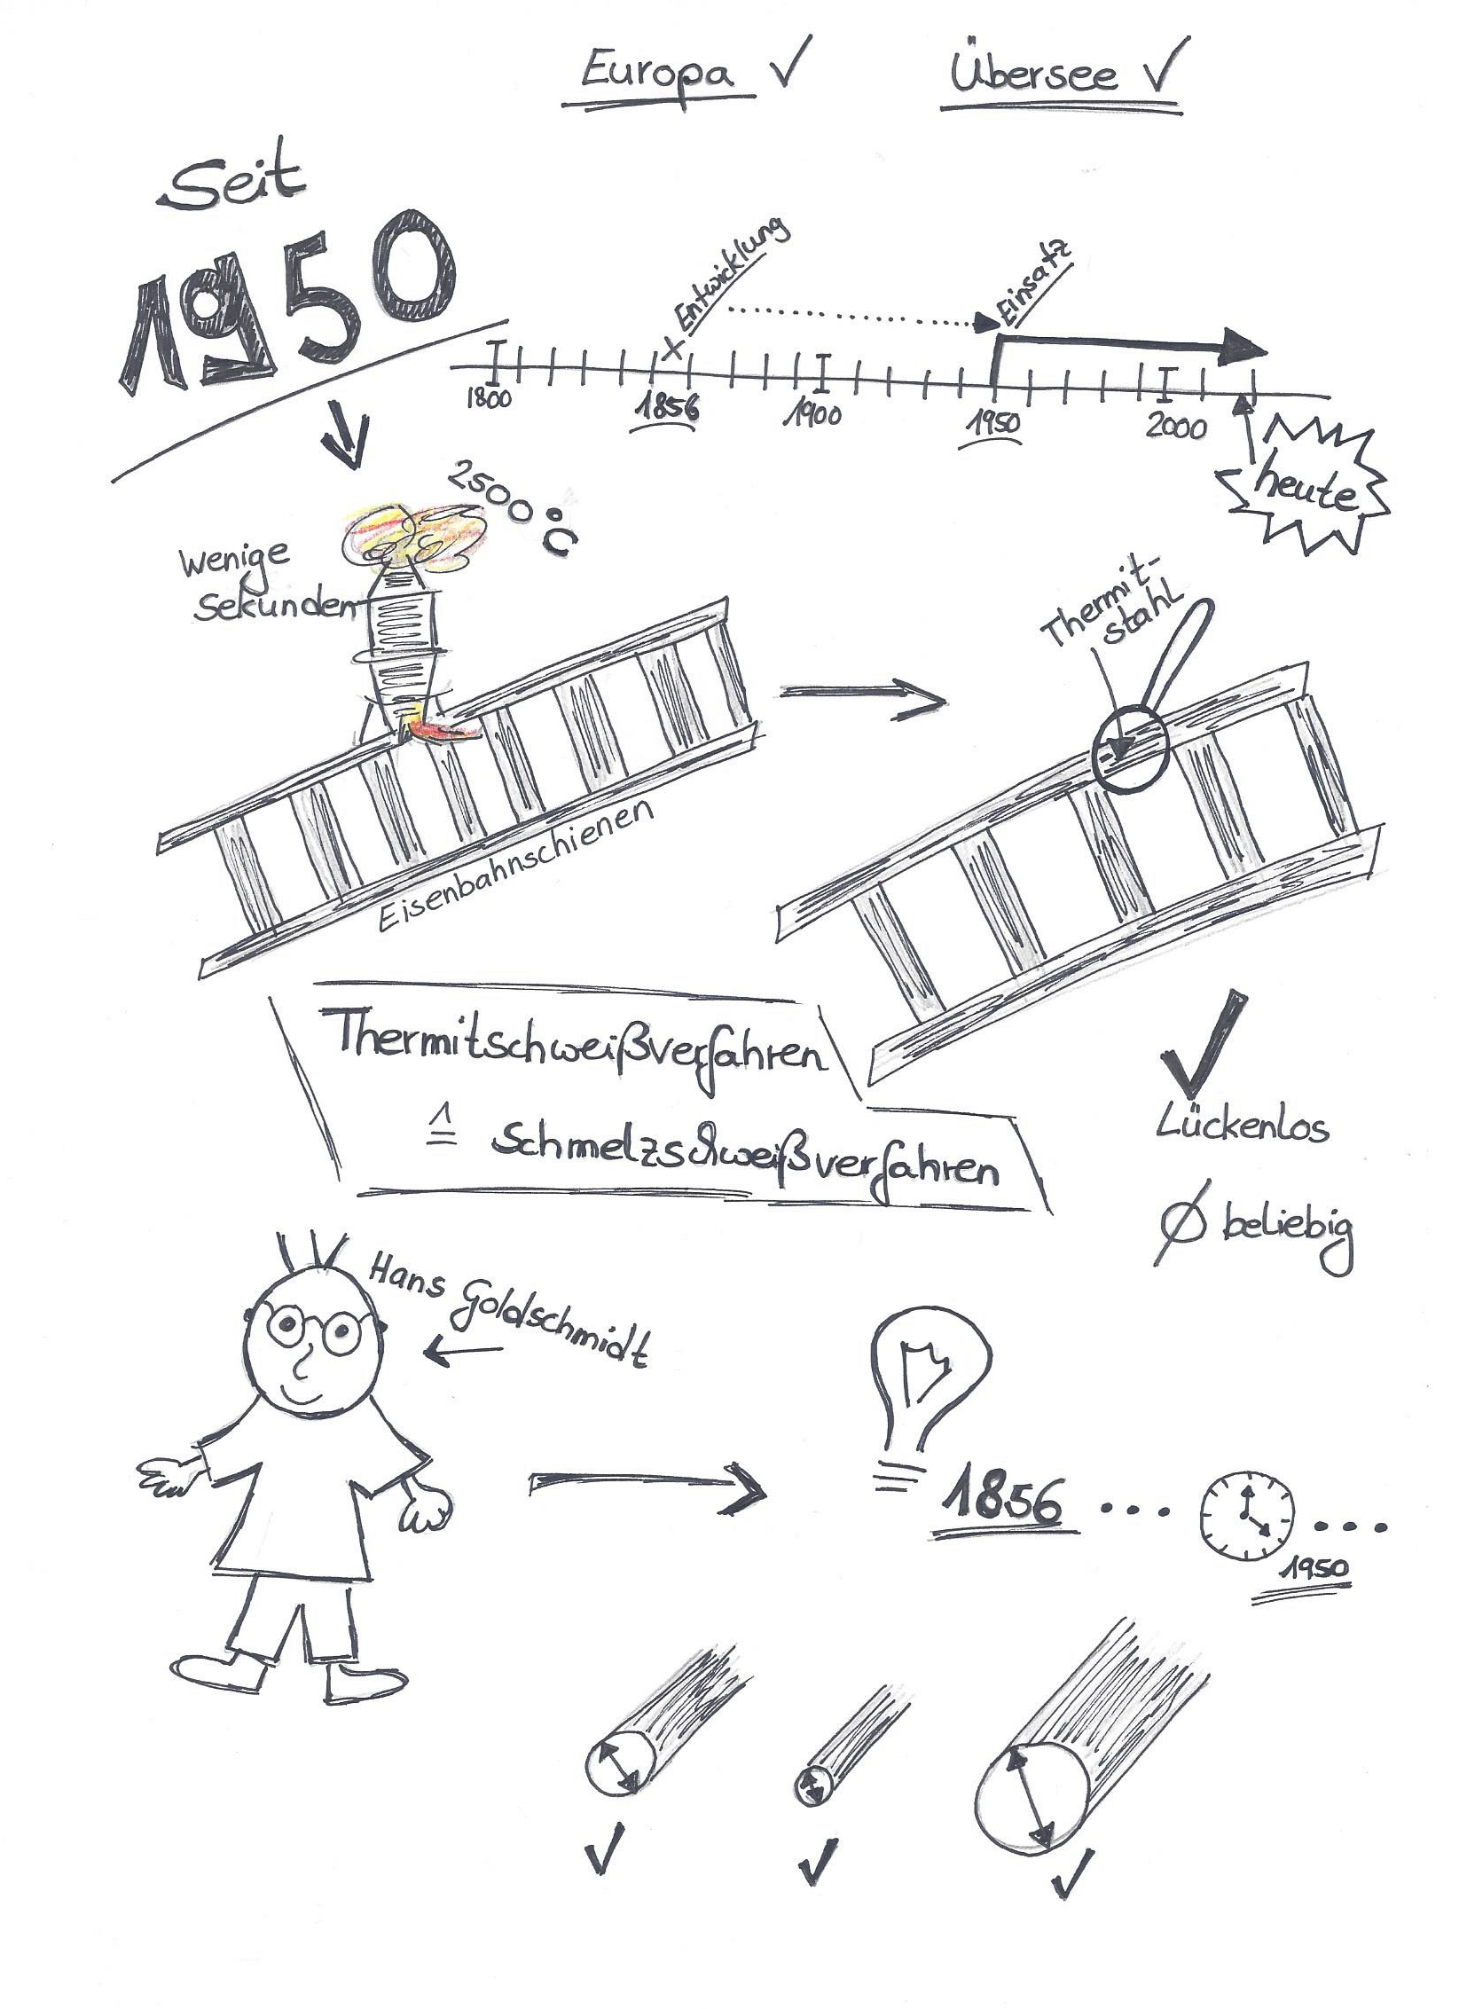 Europa ✓ Übersee ✓
Seit
1950
Entwicklung
Einsatz
1800 1856 1900 1950 2000
heute
2500 °C
Wenige
Sekunden
Eisenbahnschienen
Thermit-
stahl
Thermitschweißverfahren
≙ Schmelzschweißverfahren
Lückenlos
Ø beliebig
Hans Goldschmidt
1856 ... ...
1950